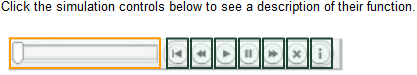 Click the simulation controls below to see a description of their function.